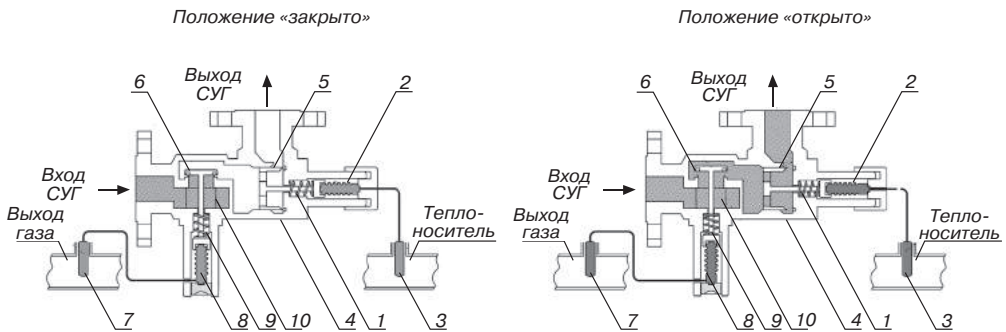 Положение «закрыто»
Выход
СУГ
6
5
2
Вход
СУГ
Выход
газа
Тепло-
носитель
7
8
9
10
4
1
3
Положение «открыто»
Выход
СУГ
6
5
2
Вход
СУГ
Выход
газа
Тепло-
носитель
7
8
9
10
4
1
3